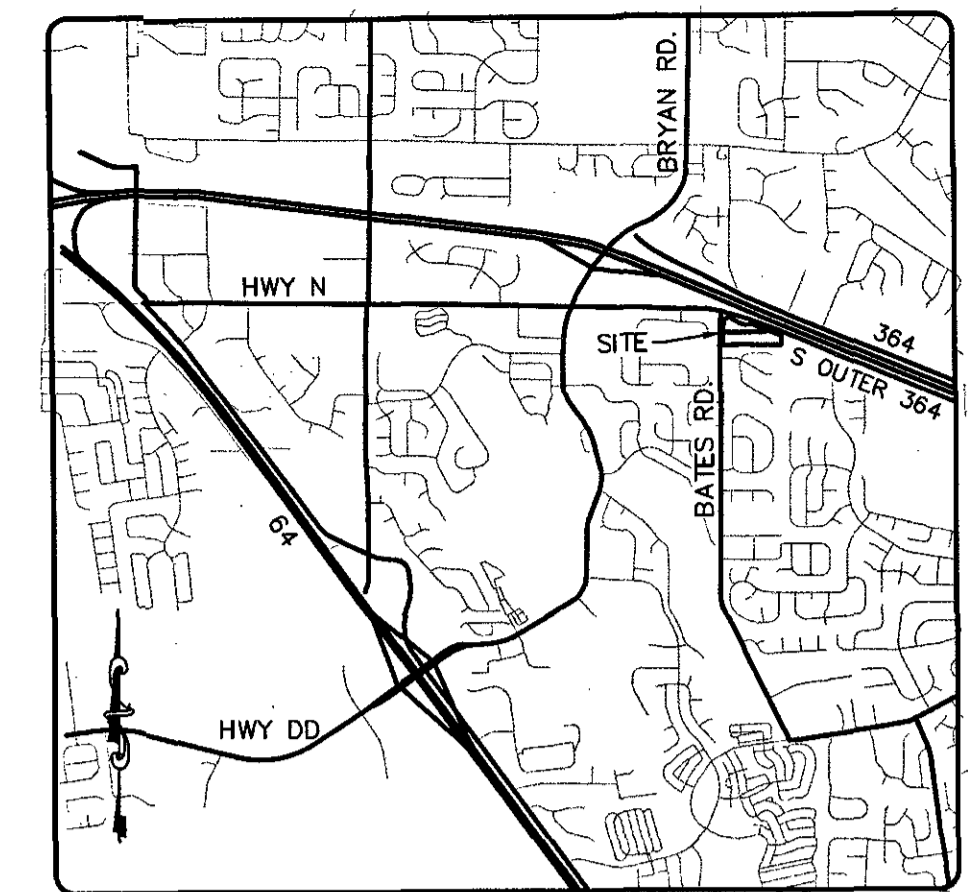 BRYAN RD.
HWY N
SITE
364
S OUTER 364
BATES RD.
64
HWY DD